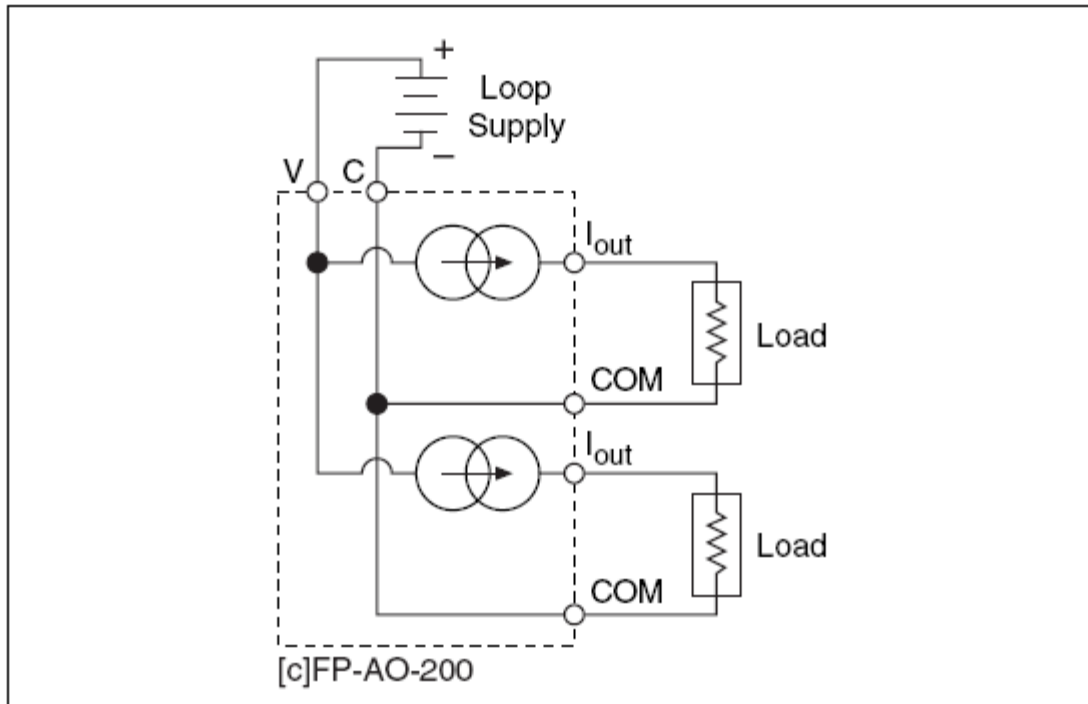 +
Loop
Supply
–
V
C
Iout
Load
COM
Iout
Load
COM
[c]FP-AO-200